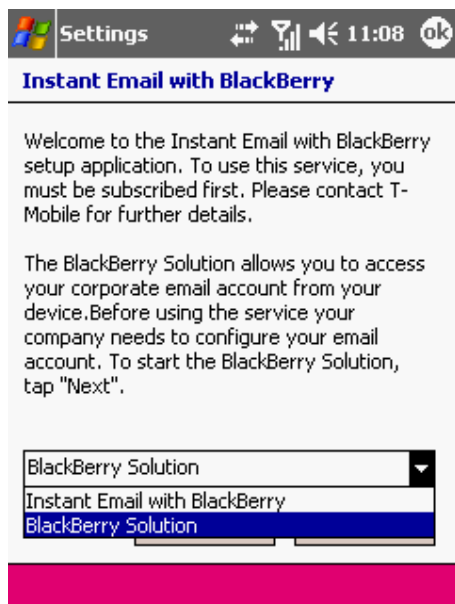 Settings 11:08 ok
Instant Email with BlackBerry
Welcome to the Instant Email with BlackBerry
setup application. To use this service, you
must be subscribed first. Please contact T-
Mobile for further details.
The BlackBerry Solution allows you to access
your corporate email account from your
device.Before using the service your
company needs to configure your email
account. To start the BlackBerry Solution,
tap "Next".
BlackBerry Solution
Instant Email with BlackBerry
BlackBerry Solution